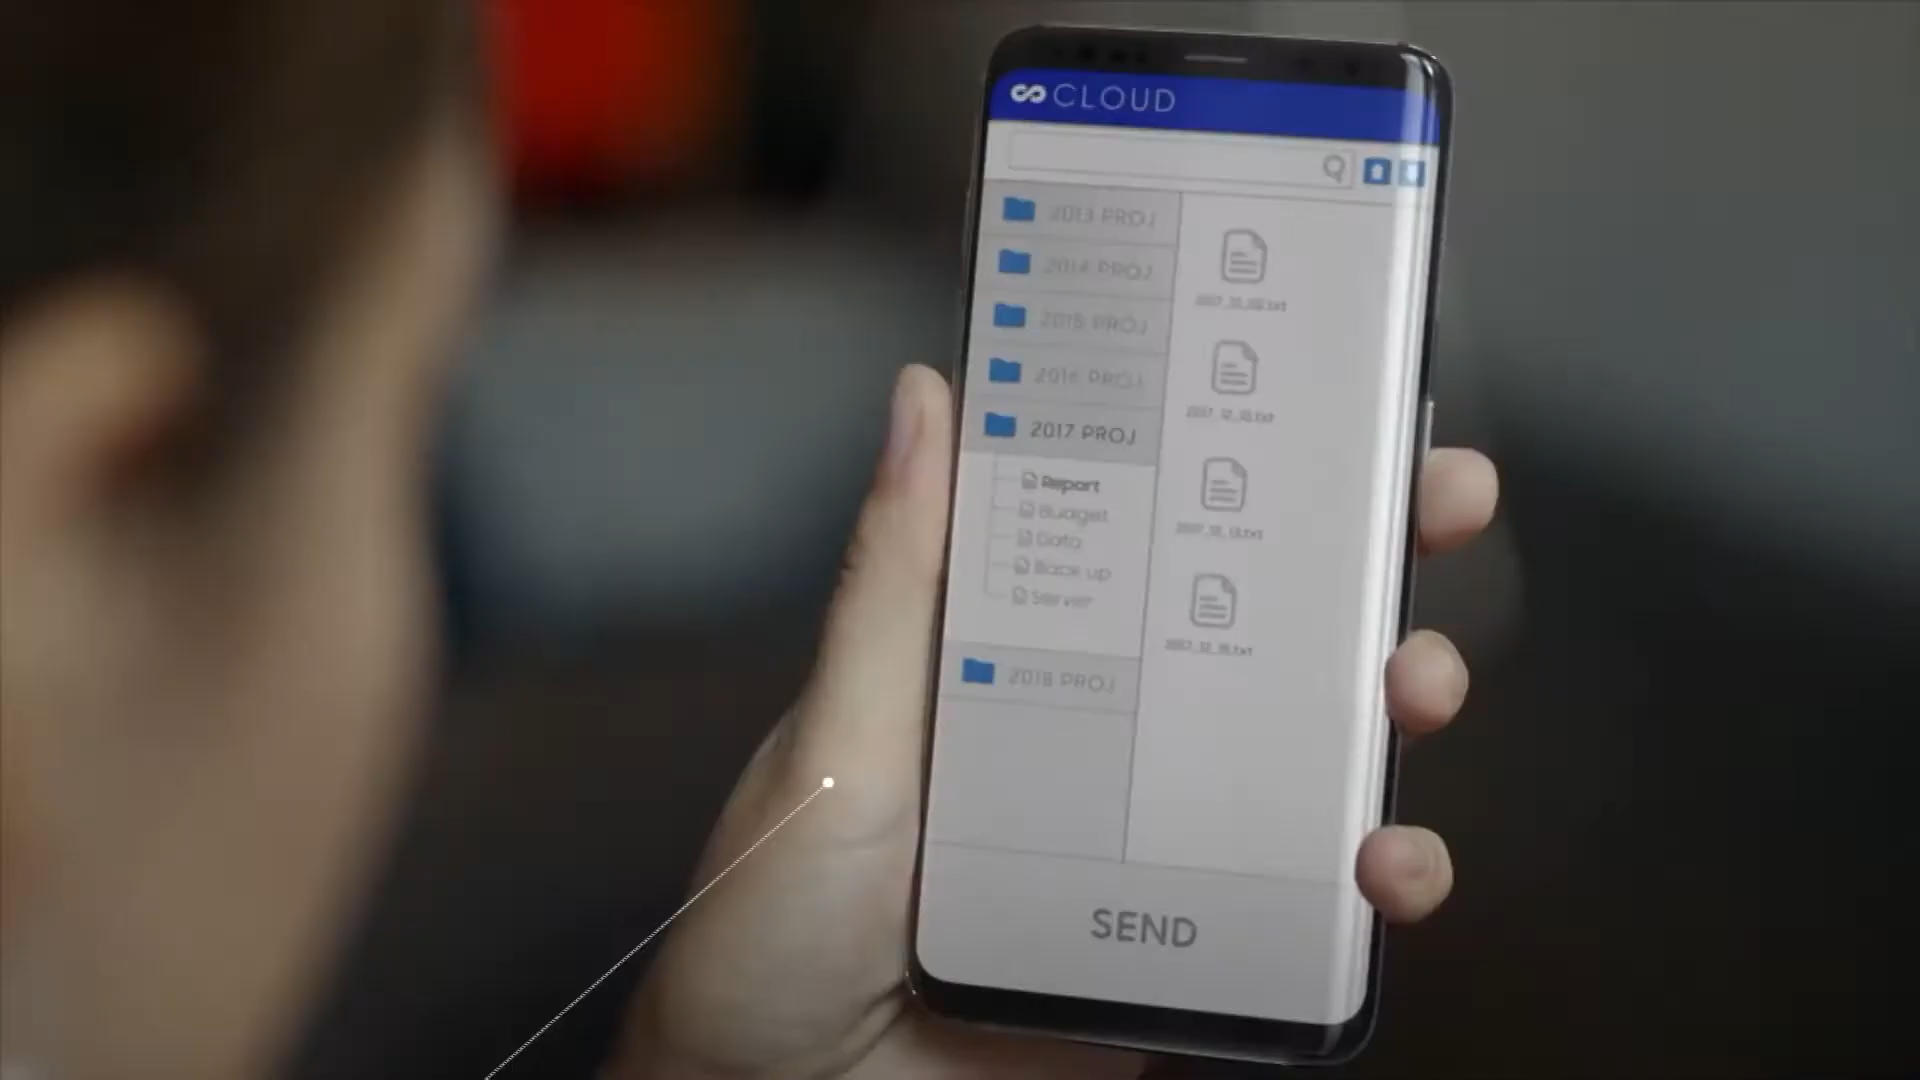 CLOUD
2013 PROJ
2014 PROJ
2015 PROJ
2016 PROJ
2017 PROJ
Report
Budget
Data
Back up
Server
2018 PROJ
SEND